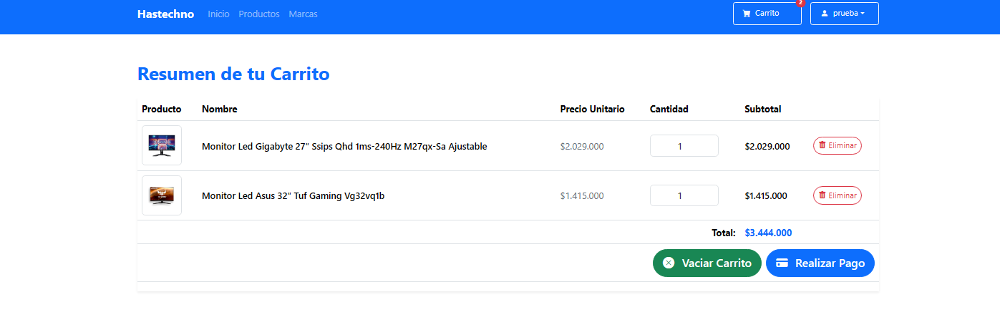 Hastechno Inicio Productos Marcas Carrito 2 prueba
Resumen de tu Carrito
Producto Nombre Precio Unitario Cantidad Subtotal
Monitor Led Gigabyte 27” Ssips Qhd 1ms-240Hz M27qx-Sa Ajustable $2.029.000 1 $2.029.000 Eliminar
Monitor Led Asus 32” Tuf Gaming Vg32vq1b $1.415.000 1 $1.415.000 Eliminar
Total: $3.444.000
Vaciar Carrito Realizar Pago